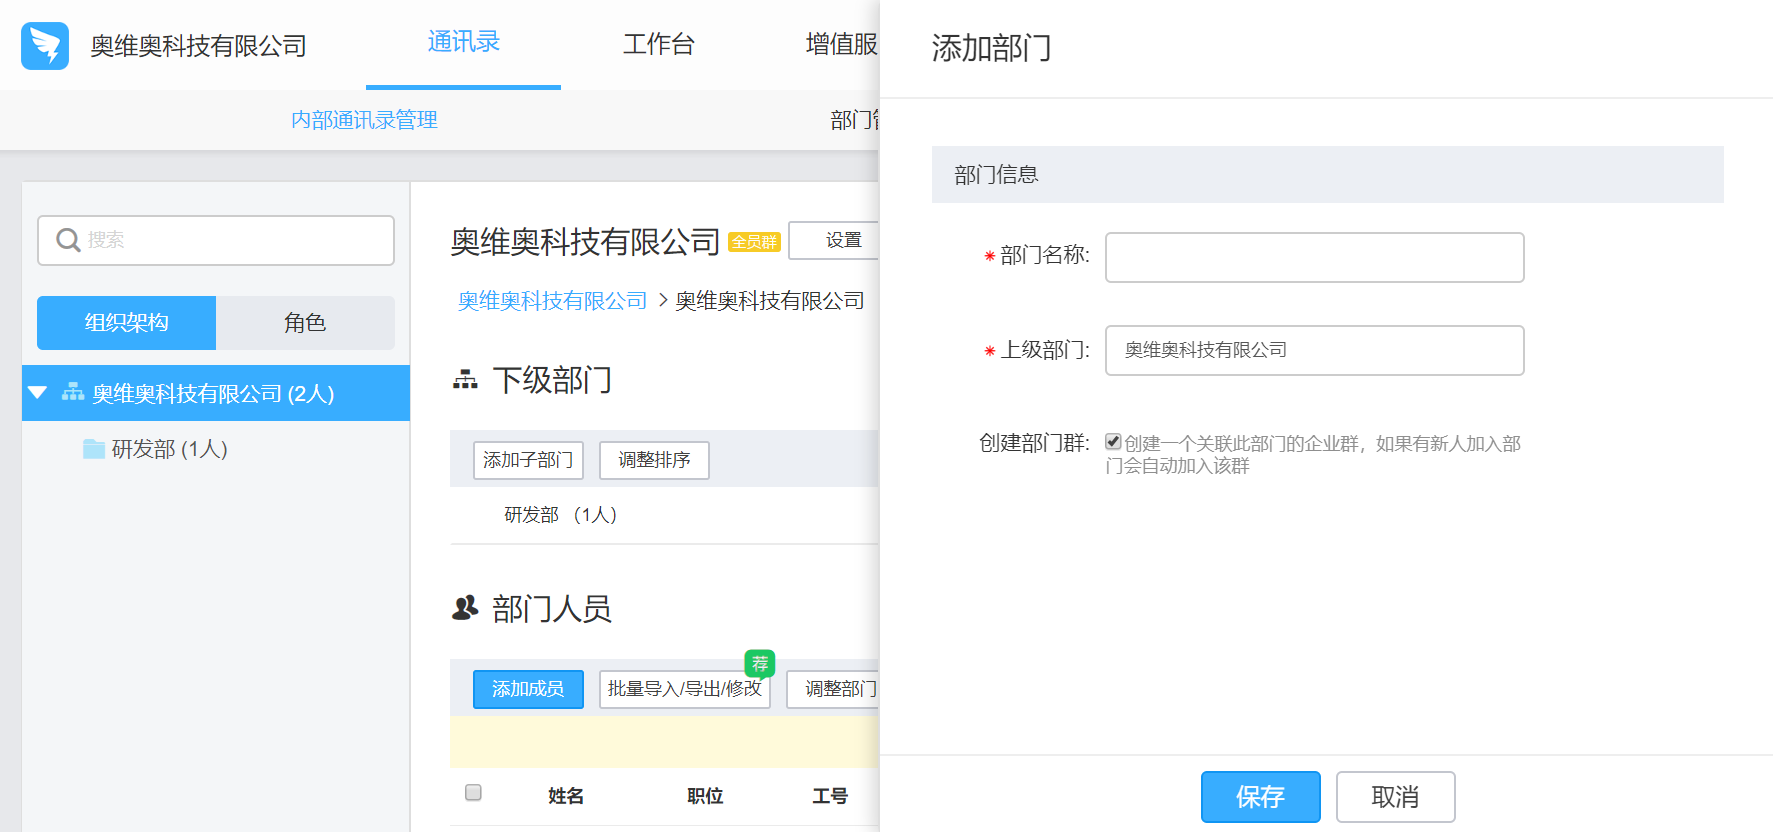 奥维奥科技有限公司
通讯录
工作台
增值服
内部通讯录管理
部门
搜索
组织架构
角色
奥维奥科技有限公司 (2人)
研发部 (1人)
奥维奥科技有限公司 全员群
设置
奥维奥科技有限公司 > 奥维奥科技有限公司
下级部门
添加子部门
调整排序
研发部 （1人）
部门人员
荐
添加成员
批量导入/导出/修改
调整部门
姓名
职位
工号
添加部门
部门信息
*部门名称:
*上级部门:
奥维奥科技有限公司
创建部门群:
创建一个关联此部门的企业群，如果有新人加入部
门会自动加入该群
保存
取消